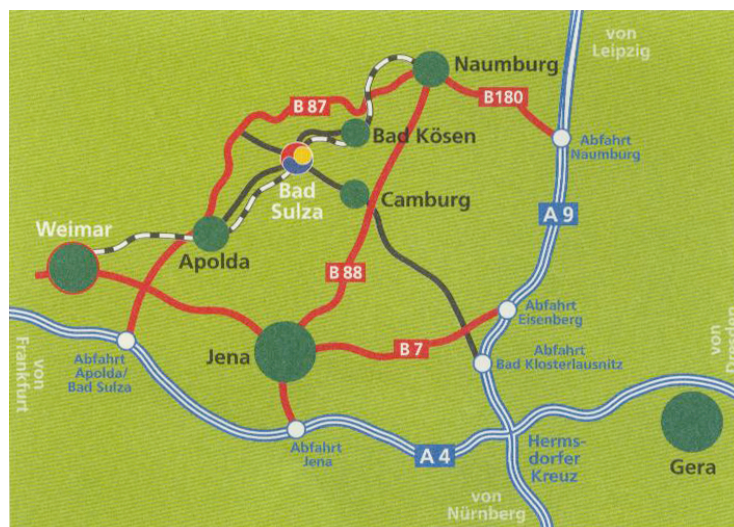 von
Leipzig
Naumburg
B 87
B180
Bad Kösen
Abfahrt
Naumburg
Bad
Sulza
Camburg
A 9
Weimar
Apolda
B 88
Abfahrt
Eisenberg
von
Frankfurt
Abfahrt
Apolda/
Bad Sulza
Jena
B 7
Abfahrt
Bad Klosterlausnitz
von
Dresden
Abfahrt
Jena
A 4
Herms-
dorfer
Kreuz
Gera
von
Nürnberg